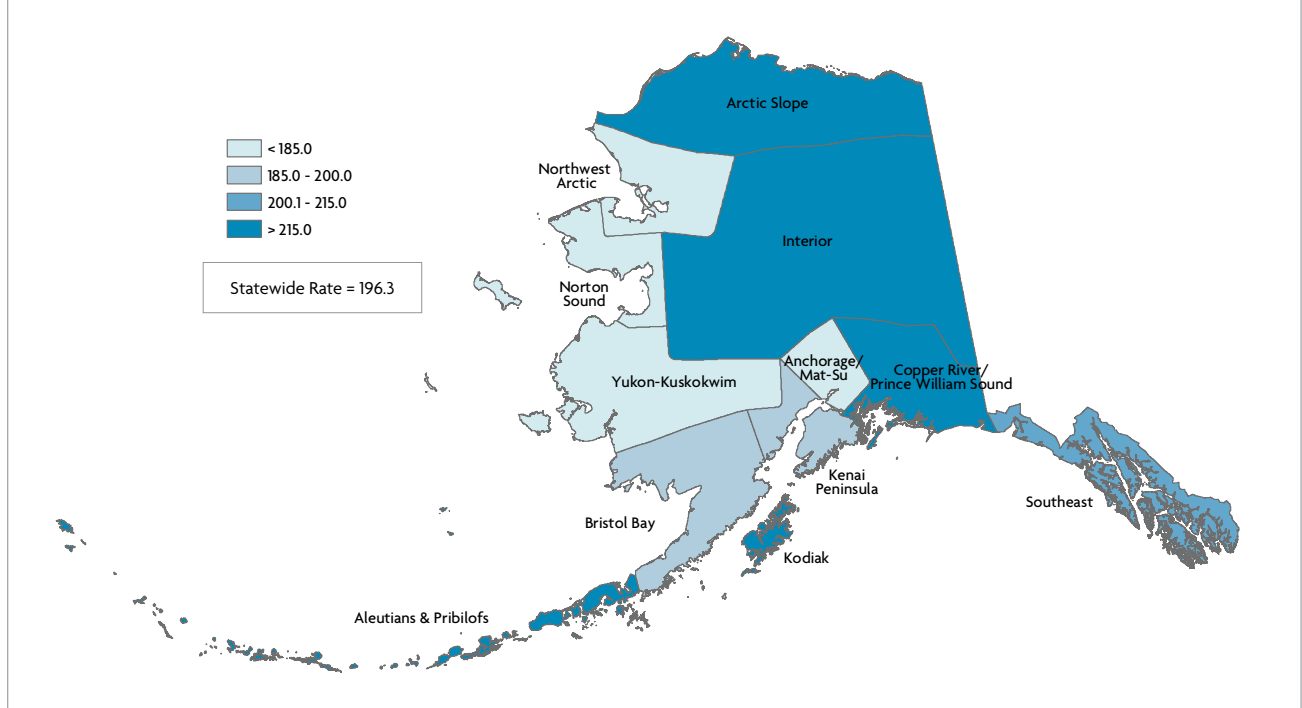 Arctic Slope
< 185.0
185.0 - 200.0
200.1 - 215.0
> 215.0
Northwest
Arctic
Interior
Statewide Rate = 196.3
Norton
Sound
Anchorage/
Mat-Su
Copper River/
Prince William Sound
Yukon-Kuskokwim
Kenai
Peninsula
Southeast
Bristol Bay
Kodiak
Aleutians & Pribilofs